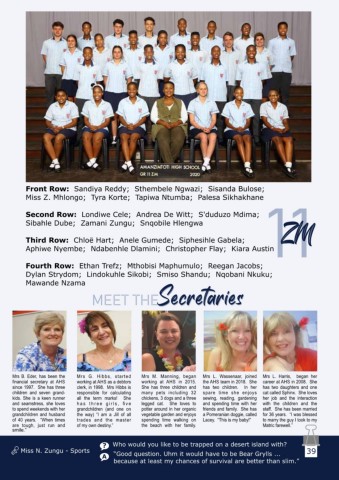 AMANZIMTOTI HIGH SCHOOL
GR 11 ZM 2020
Front Row: Sandiya Reddy; Sthembele Ngwazi; Sisanda Bulose;
Miss Z. Mhlongo; Tyra Korte; Tapiwa Ntumba; Palesa Sikhakhane
Second Row: Londiwe Cele; Andrea De Witt; S'duduzo Mdima;
Sibahle Dube; Zamani Zungu; Snqobile Hlengwa
Third Row: Chloë Hart; Anele Gumede; Siphesihle Gabela;
Aphiwe Nyembe; Ndabenhle Dlamini; Christopher Flay; Kiara Austin
Fourth Row: Ethan Trefz; Mthobisi Maphumulo; Reegan Jacobs;
Dylan Strydom; Lindokuhle Sikobi; Smiso Shandu; Nqobani Nkuku;
Mawande Nzama
11
ZM
MEET THE Secretaries
Mrs B. Eder, has been the
financial secretary at AHS
since 1997. She has three
children and seven grand-
kids. She is a keen runner
and seamstress, she loves
to spend weekends with her
grandchildren and husband
of 40 years. "When times
are tough, just run and
smile."
Mrs G. Hibbs, started
working at AHS as a debtors
clerk, in 1998. Mrs Hibbs is
responsible for calculating
all the term marks! She
has three girls, five
grandchildren (and one on
the way) "I am a Jill of all
trades and the master
of my own destiny."
Mrs M. Manning, began
working at AHS in 2015.
She has three children and
many pets including 32
chickens, 3 dogs and a three
legged cat. She loves to
potter around in her organic
vegetable garden and enjoys
spending time walking on
the beach with her family.
Mrs L. Wassenaar, joined
the AHS team in 2018. She
has two children. In her
spare time she enjoys
sewing, reading, gardening
and spending time with her
friends and family. She has
a Pomeranian doggie, called
Lacey. "This is my baby!"
Mrs L. Harris, began her
career at AHS in 2008. She
has two daughters and one
cat called Sphinx. She loves
her job and the interaction
with the children and the
staff. She has been married
for 36 years. "I was blessed
to marry the guy I took to my
Matric farewell."
Miss N. Zungu - Sports
? Who would you like to be trapped on a desert island with?
A "Good question. Uhm it would have to be Bear Grylls ...
because at least my chances of survival are better than slim."
39